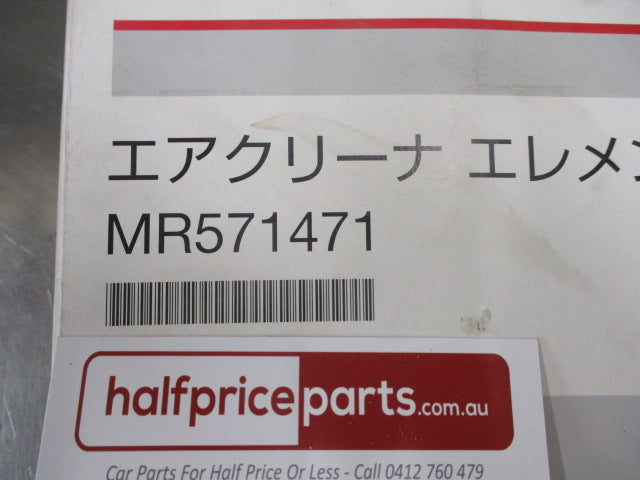 エアクリーナ エレメン
MR571471
halfpriceparts.com.au
Car Parts For Half Price Or Less - Call 0412 760 479